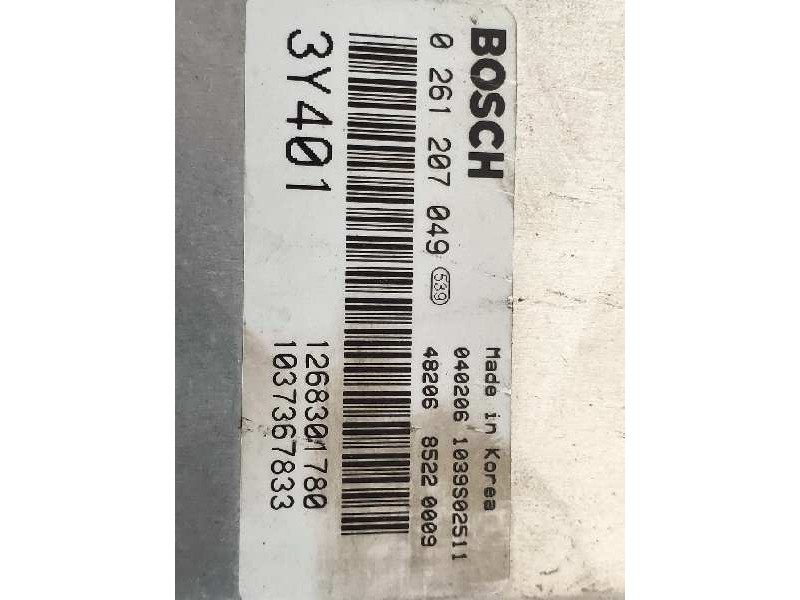 BOSCH
0 261 207 049 539
Made in Korea
040206 1039S02511
48206 8522 0009
3Y401
1268301780
1037367833